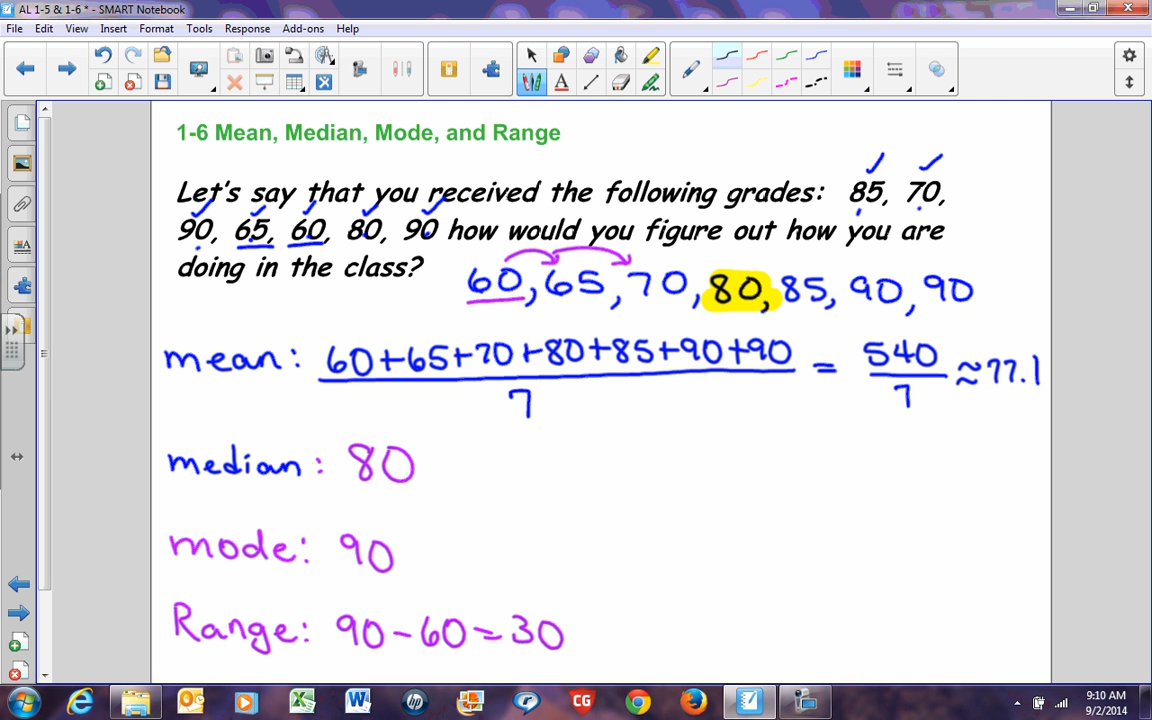 AL 1-5 & 1-6 * - SMART Notebook
File Edit View Insert Format Tools Response Add-ons Help
1-6 Mean, Median, Mode, and Range
Let's say that you received the following grades: 85, 70,
90, 65, 60, 80, 90 how would you figure out how you are
doing in the class?
60, 65, 70, 80, 85, 90, 90
mean: 60+65+70+80+85+90+90 = 540 ≈ 77.1
7 7
median: 80
mode: 90
Range: 90-60=30
CG
9:10 AM
9/2/2014